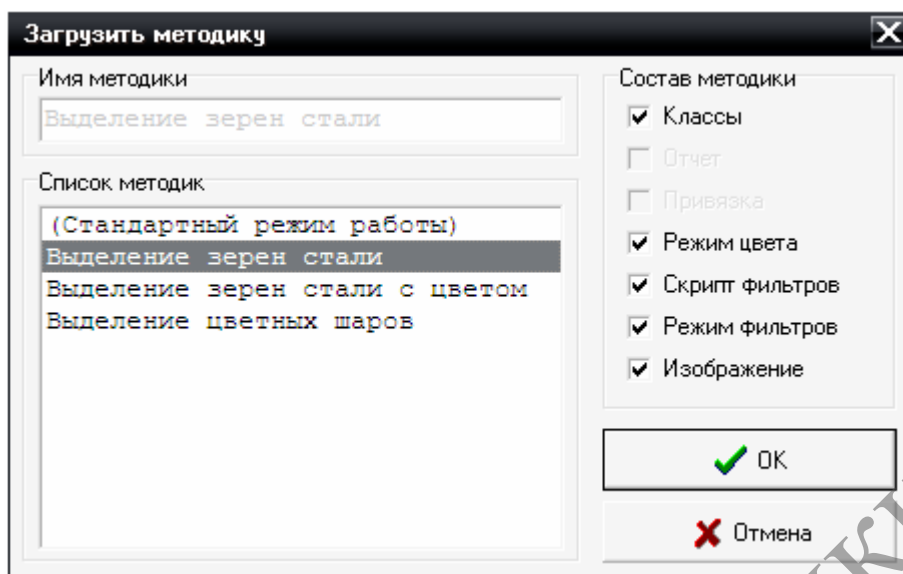 Загрузить методику
Имя методики
Выделение зерен стали
Список методик
(Стандартный режим работы)
Выделение зерен стали
Выделение зерен стали с цветом
Выделение цветных шаров
Состав методики
Классы
Отчет
Привязка
Режим цвета
Скрипт фильтров
Режим фильтров
Изображение
OK
Отмена